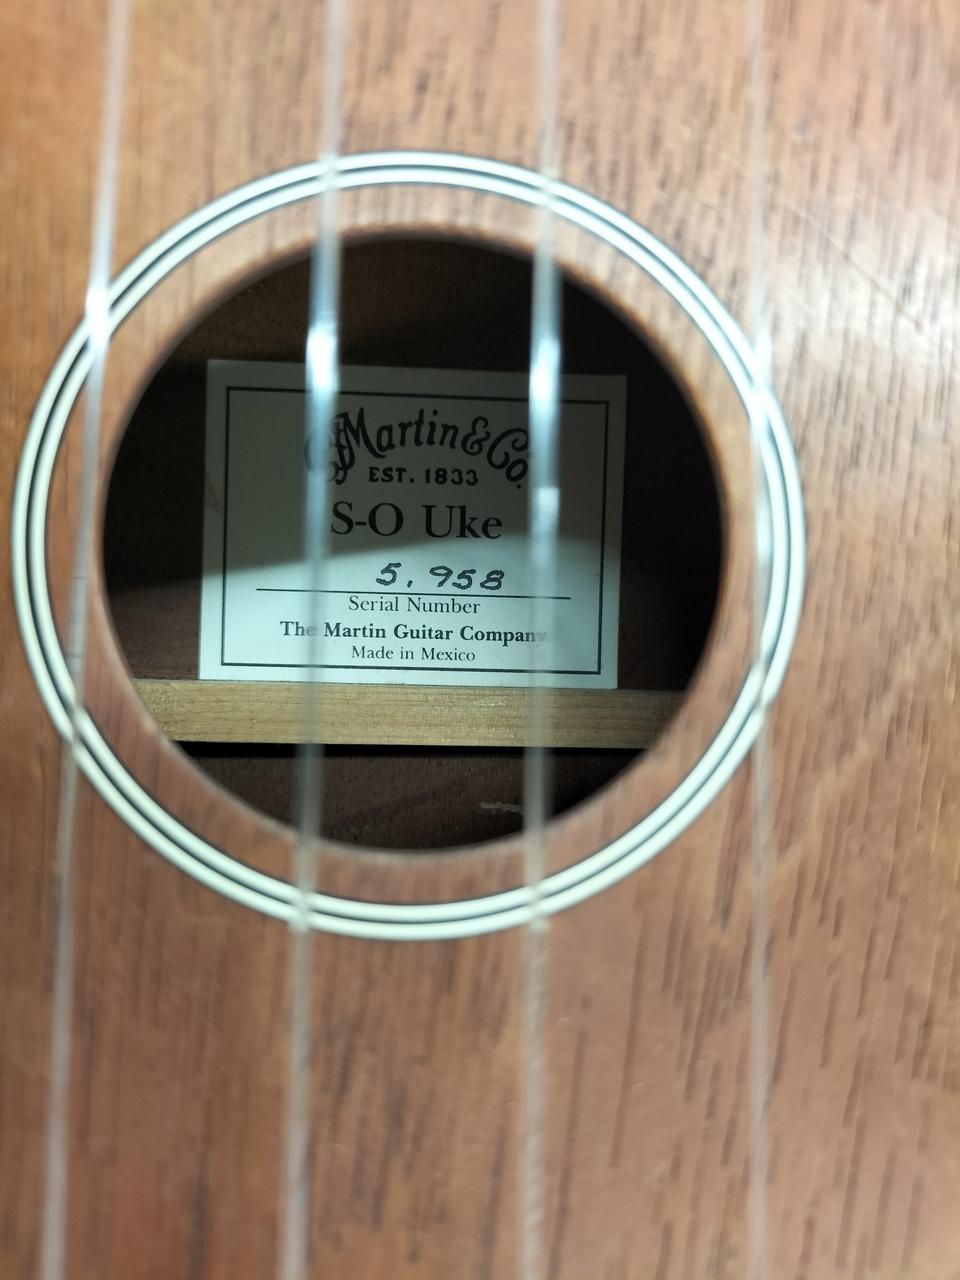 CFMartin & Co.
EST. 1833
S-O Uke
5.958
Serial Number
The Martin Guitar Company
Made in Mexico